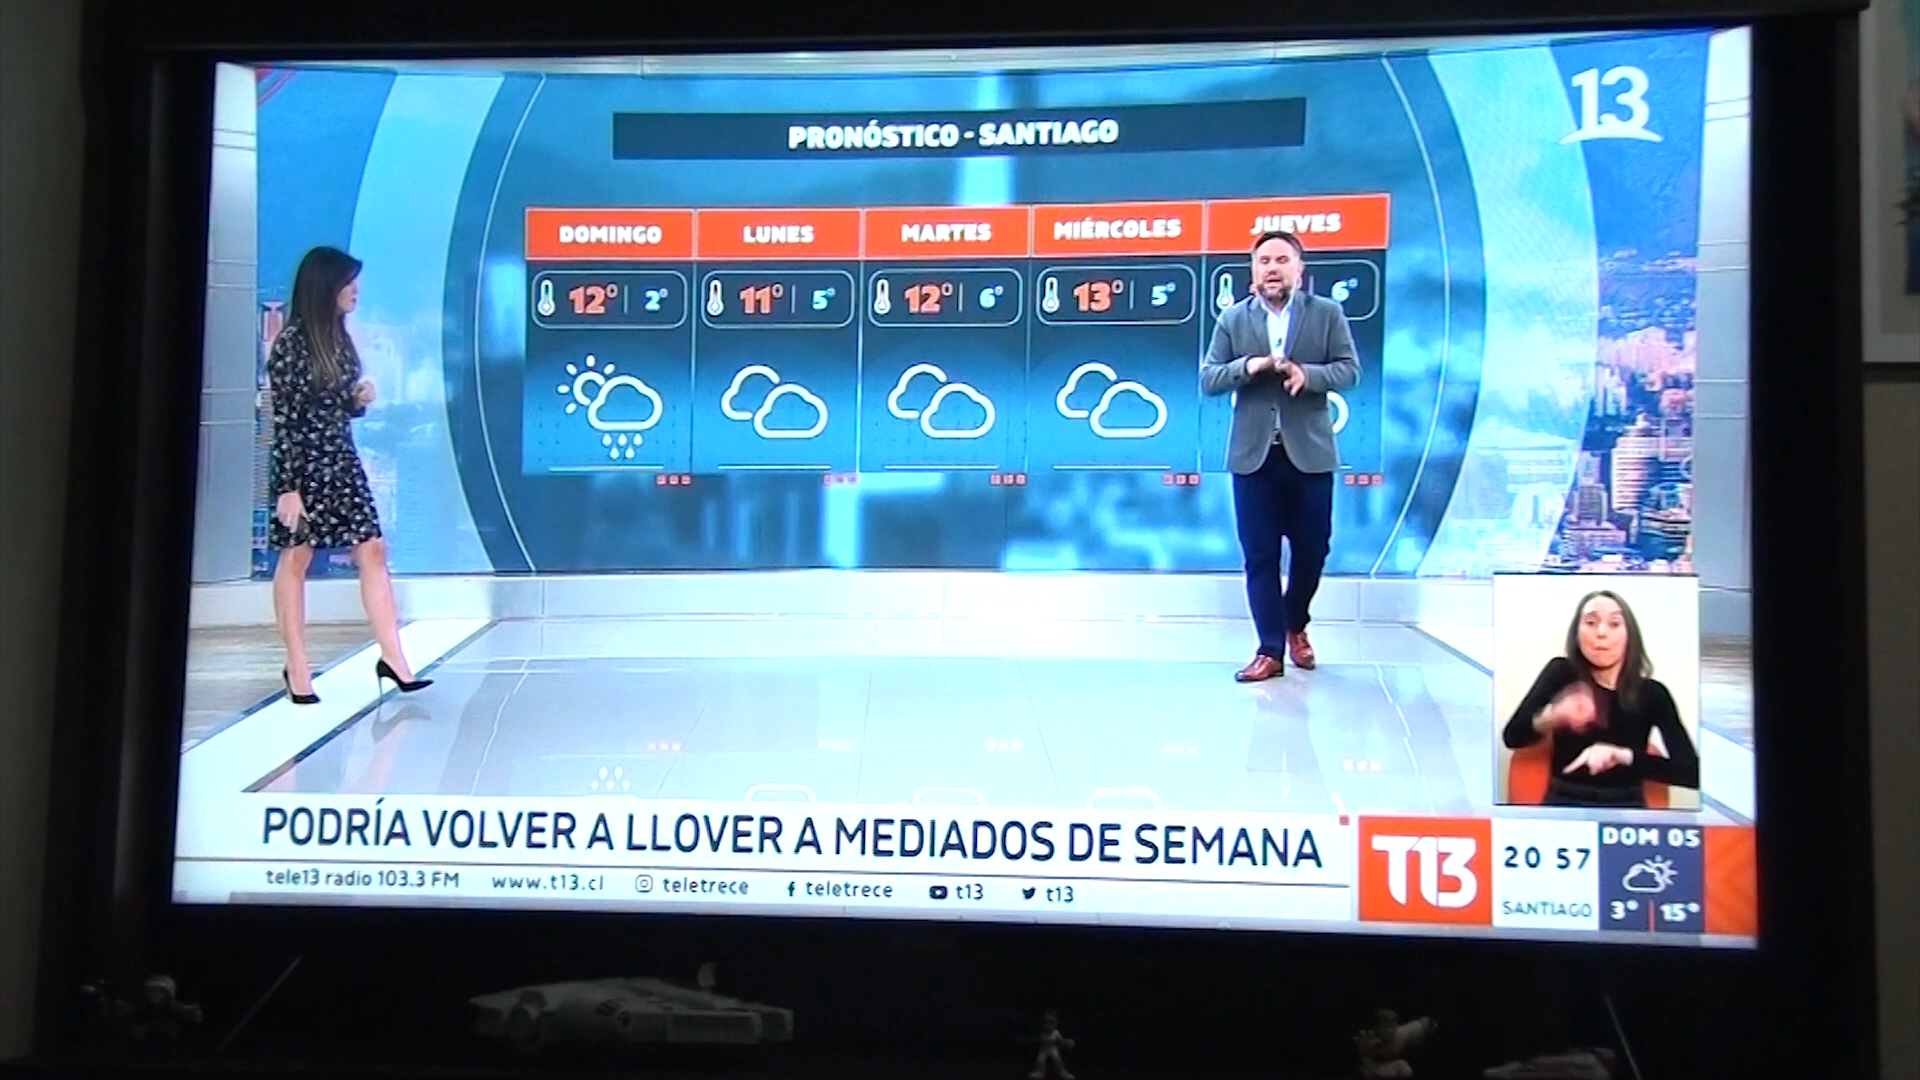 13
PRONÓSTICO - SANTIAGO
DOMINGO LUNES MARTES MIÉRCOLES JUEVES
12° 2° 11° 5° 12° 6° 13° 5° 6°
PODRÍA VOLVER A LLOVER A MEDIADOS DE SEMANA
tele13 radio 103.3 FM www.t13.cl teletrece teletrece t13 t13
T13
20 57
SANTIAGO
DOM 05
3° 15°